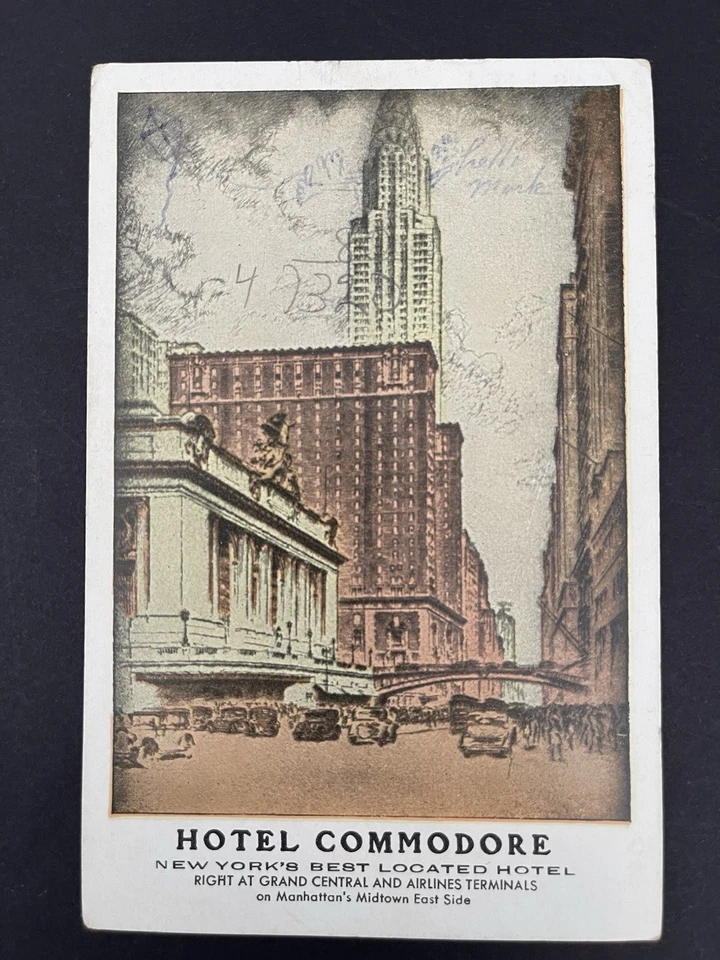 4
HOTEL COMMODORE
NEW YORK'S BEST LOCATED HOTEL
RIGHT AT GRAND CENTRAL AND AIRLINES TERMINALS
on Manhattan's Midtown East Side